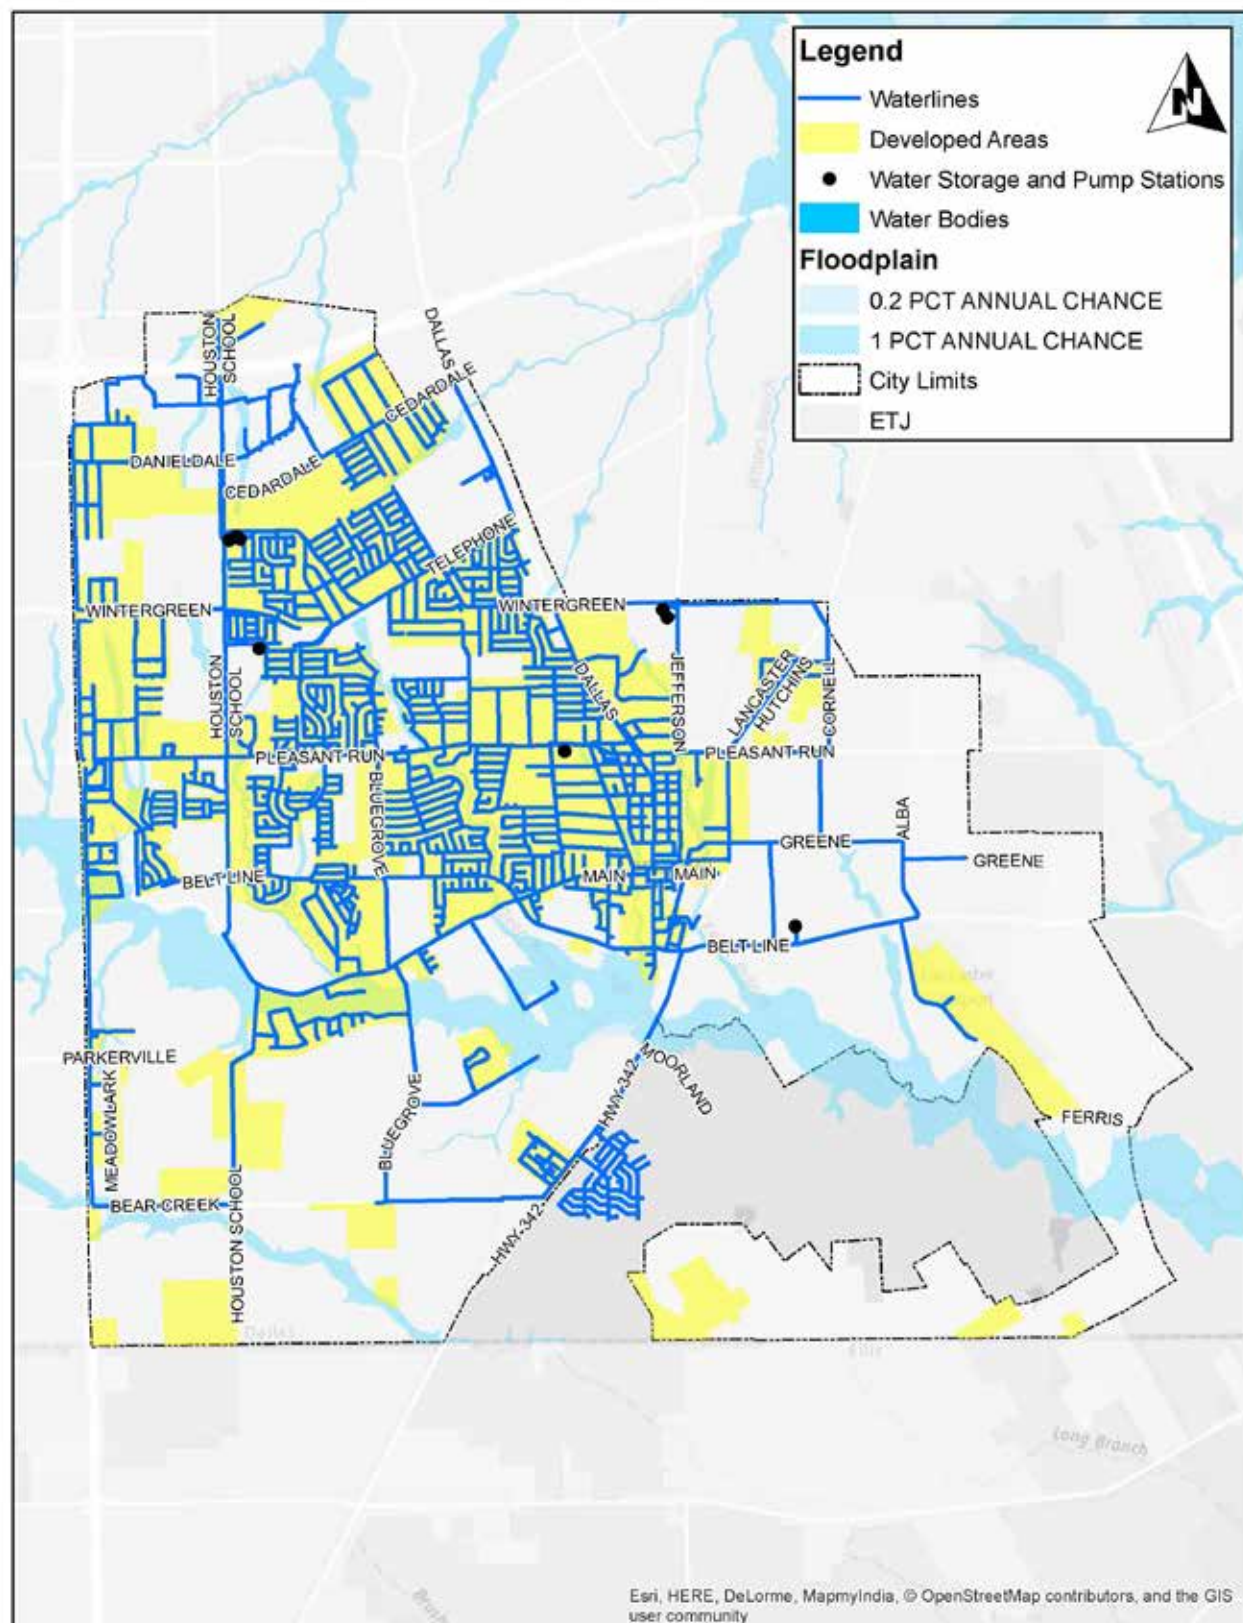 Legend
N
Waterlines
Developed Areas
Water Storage and Pump Stations
Water Bodies
Floodplain
0.2 PCT ANNUAL CHANCE
1 PCT ANNUAL CHANCE
City Limits
ETJ
HOUSTON
SCHOOL
DALLAS
CEDARDALE
DANIELDALE
CEDARDALE
TELEPHONE
WINTERGREEN
WINTERGREEN
HOUSTON
SCHOOL
DALLAS
JEFFERSON
LANCASTER
HUTCHINS
CORNELL
PLEASANT RUN
PLEASANT RUN
BLUEGROVE
ALBA
GREENE
GREENE
BELT LINE
MAIN
MAIN
BELT LINE
PARKERVILLE
MEADOWLARK
BLUEGROVE
HWY 342
MOORLAND
FERRIS
BEAR CREEK
HOUSTON SCHOOL
HWY 342
Dallas
Ellis
Long Branch
Esri, HERE, DeLorme, MapmyIndia, © OpenStreetMap contributors, and the GIS
user community